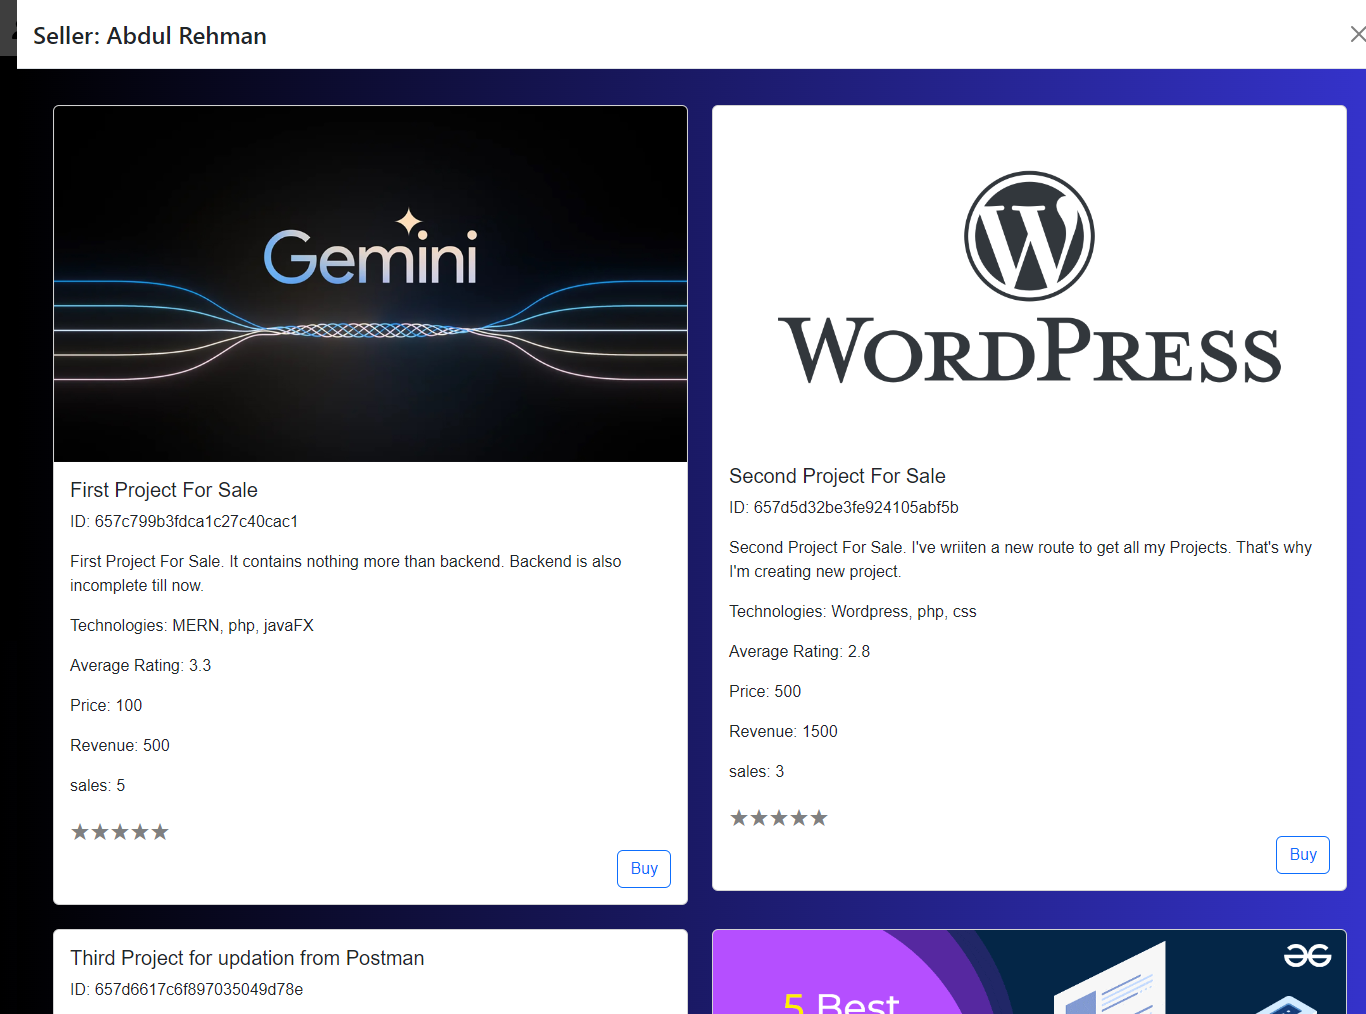 Seller: Abdul Rehman
Gemini
First Project For Sale
ID: 657c799b3fdca1c27c40cac1
First Project For Sale. It contains nothing more than backend. Backend is also
incomplete till now.
Technologies: MERN, php, javaFX
Average Rating: 3.3
Price: 100
Revenue: 500
sales: 5
Buy
WORDPRESS
Second Project For Sale
ID: 657d5d32be3fe924105abf5b
Second Project For Sale. I've wriiten a new route to get all my Projects. That's why
I'm creating new project.
Technologies: Wordpress, php, css
Average Rating: 2.8
Price: 500
Revenue: 1500
sales: 3
Buy
Third Project for updation from Postman
ID: 657d6617c6f897035049d78e
5 Best